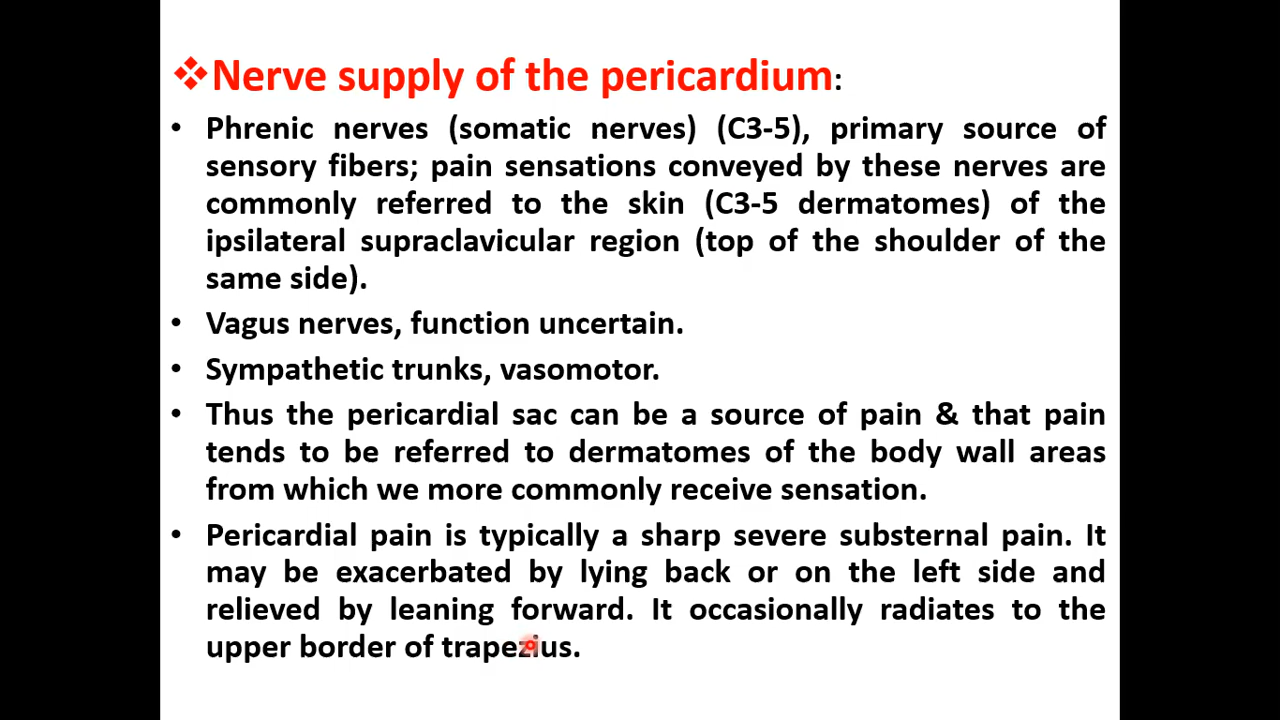 ❖Nerve supply of the pericardium:
• Phrenic nerves (somatic nerves) (C3-5), primary source of
sensory fibers; pain sensations conveyed by these nerves are
commonly referred to the skin (C3-5 dermatomes) of the
ipsilateral supraclavicular region (top of the shoulder of the
same side).
• Vagus nerves, function uncertain.
• Sympathetic trunks, vasomotor.
• Thus the pericardial sac can be a source of pain & that pain
tends to be referred to dermatomes of the body wall areas
from which we more commonly receive sensation.
• Pericardial pain is typically a sharp severe substernal pain. It
may be exacerbated by lying back or on the left side and
relieved by leaning forward. It occasionally radiates to the
upper border of trapezius.